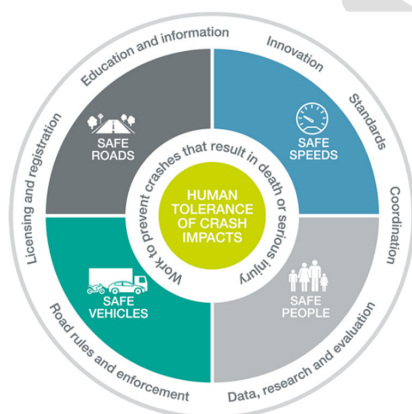 Education and information
Innovation
Standards
Coordination
Data, research and evaluation
Road rules and enforcement
Licensing and registration
SAFE
ROADS
SAFE
SPEEDS
SAFE
VEHICLES
SAFE
PEOPLE
Work to prevent crashes that result in death or serious injury
HUMAN
TOLERANCE
OF CRASH
IMPACTS